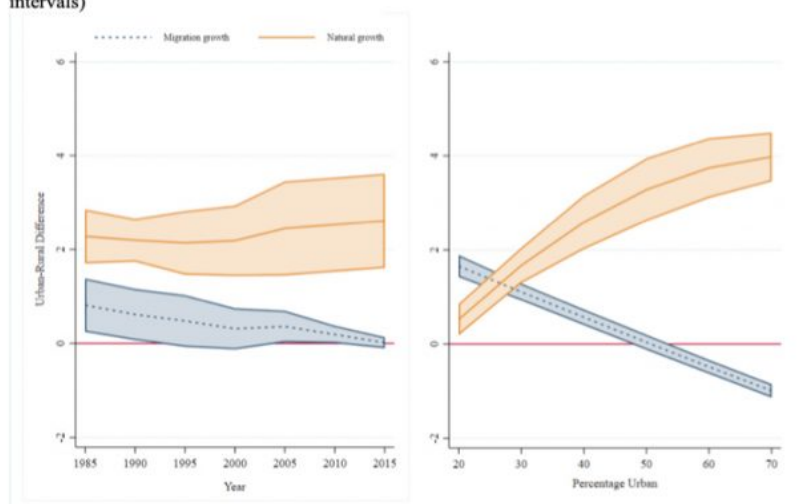 intervals)
Migration growth Natural growth
6 6
4 4
2 2
0 0
-2 -2
Urban-Rural Difference
1985 1990 1995 2000 2005 2010 2015 20 30 40 50 60 70
Year Percentage Urban